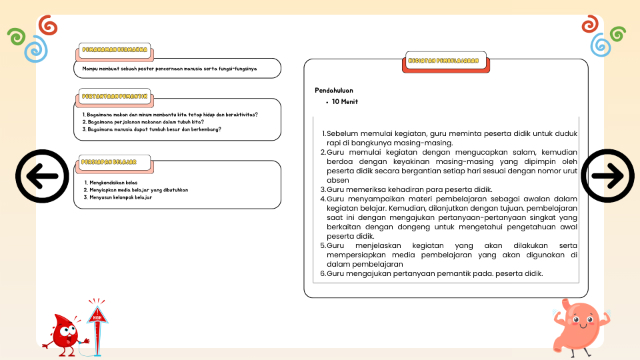 PEMAHAMAN BERMAKNA
Mampu membuat sebuah poster pencernaan manusia serta fungsi-fungsinya
PERTANYAAN PEMANTIK
1. Bagaimana makan dan minum membantu kita tetap hidup dan beraktivitas?
2. Bagaimana perjalanan makanan dalam tubuh kita?
3. Bagaimana manusia dapat tumbuh besar dan berkembang?
PERSIAPAN BELAJAR
1. Mengkondisikan kelas
2. Menyiapkan media belajar yang dibutuhkan
3. Menyusun kelompok belajar
KEGIATAN PEMBELAJARAN
Pendahuluan
• 10 Menit
1.Sebelum memulai kegiatan, guru meminta peserta didik untuk duduk
rapi di bangkunya masing-masing.
2.Guru memulai kegiatan dengan mengucapkan salam, kemudian
berdoa dengan keyakinan masing-masing yang dipimpin oleh
peserta didik secara bergantian setiap hari sesuai dengan nomor urut
absen
3.Guru memeriksa kehadiran para peserta didik.
4.Guru menyampaikan materi pembelajaran sebagai awalan dalam
kegiatan belajar. Kemudian, dilanjutkan dengan tujuan, pembelajaran
saat ini dengan mengajukan pertanyaan-pertanyaan singkat yang
berkaitan dengan dongeng untuk mengetahui pengetahuan awal
peserta didik.
5.Guru menjelaskan kegiatan yang akan dilakukan serta
mempersiapkan media pembelajaran yang akan digunakan di
dalam pembelajaran
6.Guru mengajukan pertanyaan pemantik pada, peserta didik.